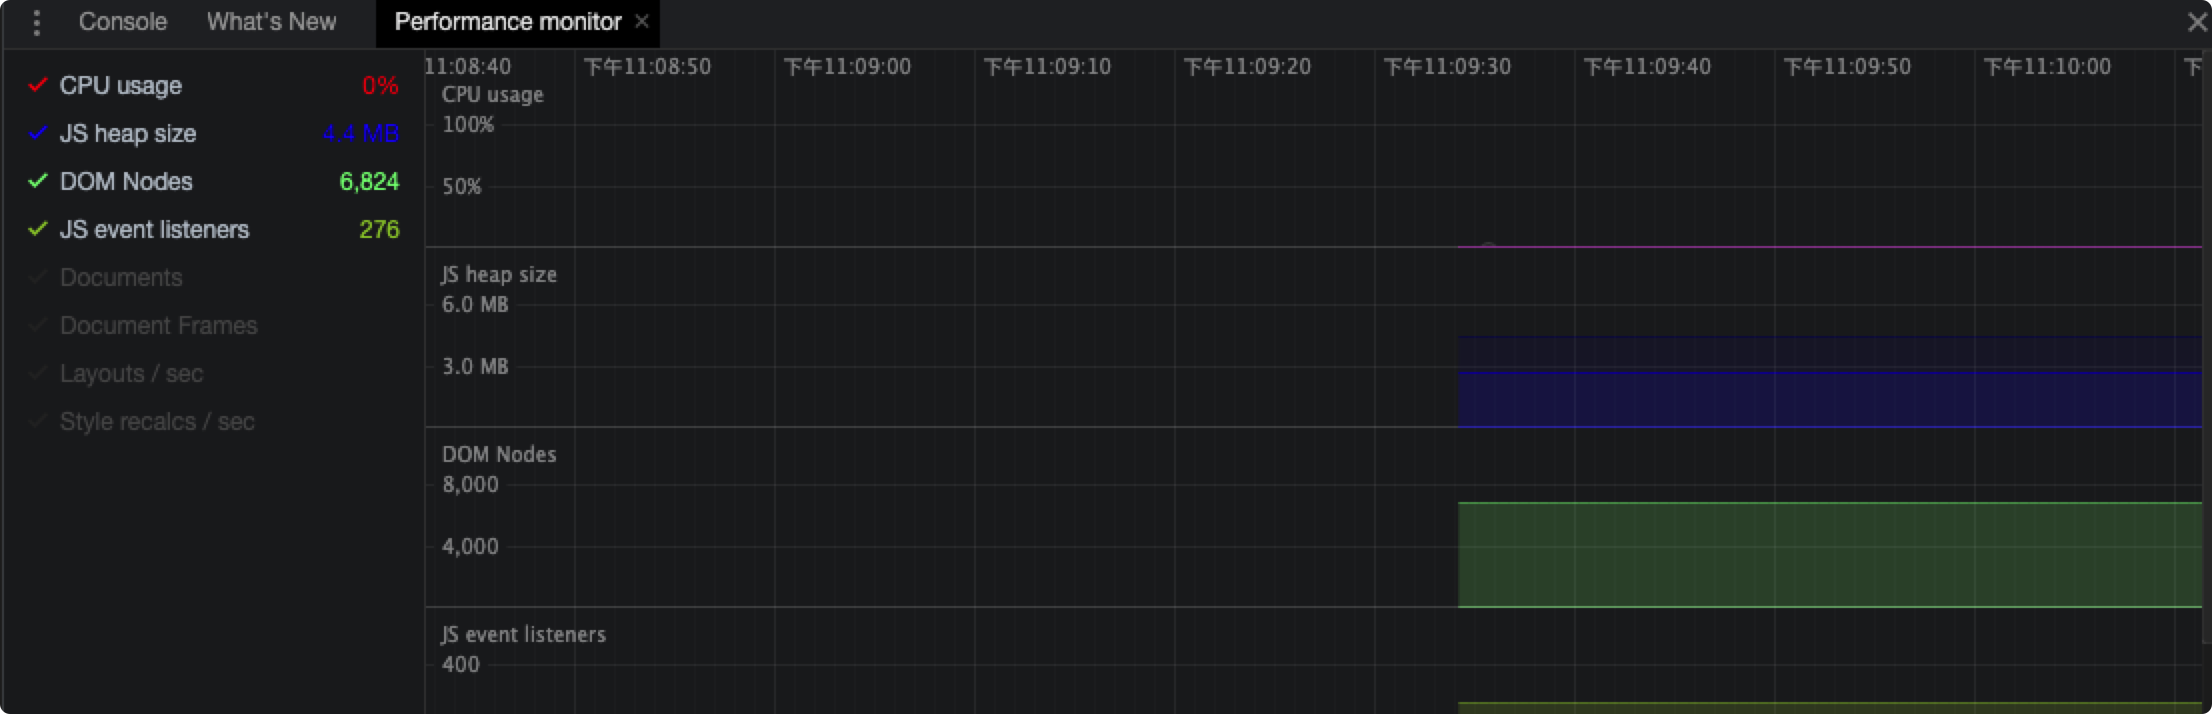 Console What's New Performance monitor
CPU usage 0%
JS heap size 4.4 MB
DOM Nodes 6,824
JS event listeners 276
Documents
Document Frames
Layouts / sec
Style recalcs / sec
11:08:40 下午11:08:50 下午11:09:00 下午11:09:10 下午11:09:20 下午11:09:30 下午11:09:40 下午11:09:50 下午11:10:00 下
CPU usage
100%
50%
JS heap size
6.0 MB
3.0 MB
DOM Nodes
8,000
4,000
JS event listeners
400